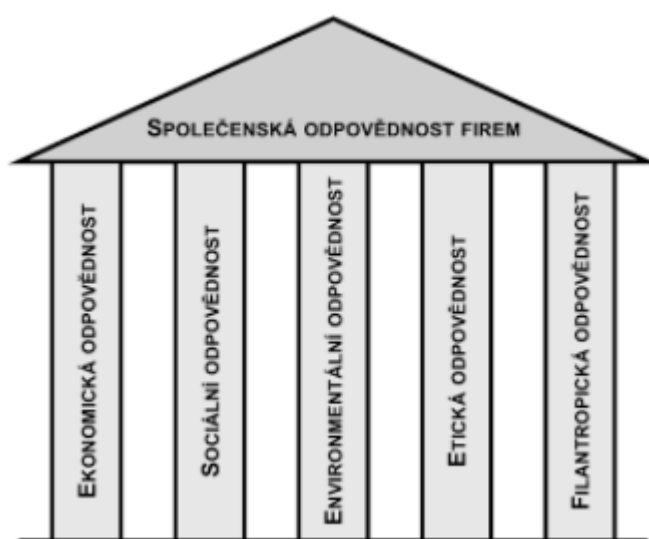 SPOLEČENSKÁ ODPOVĚDNOST FIREM
EKONOMICKÁ ODPOVĚDNOST
SOCIÁLNÍ ODPOVĚDNOST
ENVIRONMENTÁLNÍ ODPOVĚDNOST
ETICKÁ ODPOVĚDNOST
FILANTROPICKÁ ODPOVĚDNOST